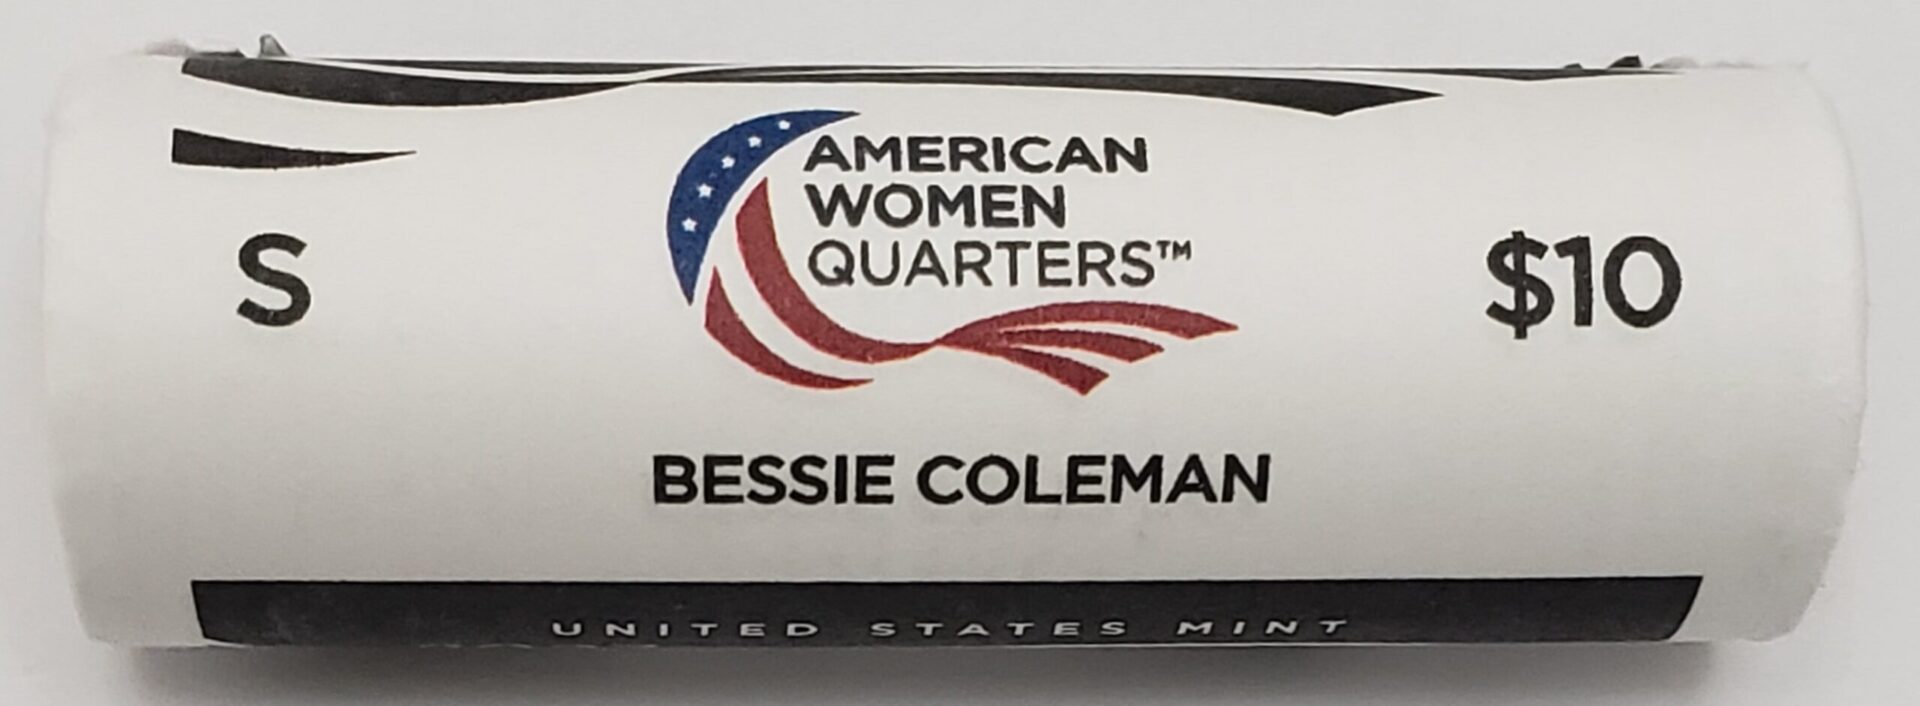 AMERICAN
WOMEN
QUARTERS™
S
$10
BESSIE COLEMAN
UNITED STATES MINT